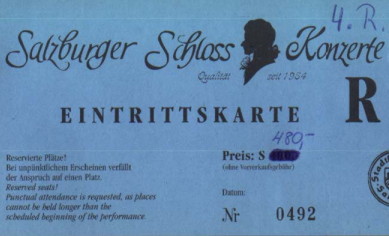 4. R.
Salzburger Schloss Konzerte
Qualität seit 1954
EINTRITTSKARTE R
480,-
Reservierte Plätze!
Bei unpünktlichem Erscheinen verfällt
der Anspruch auf einen Platz.
Reserved seats!
Punctual attendance is requested, as places
cannot be held longer than the
scheduled beginning of the performance.
Preis: S
(ohne Vorverkaufsgebühr)
Datum:
Nr 0492